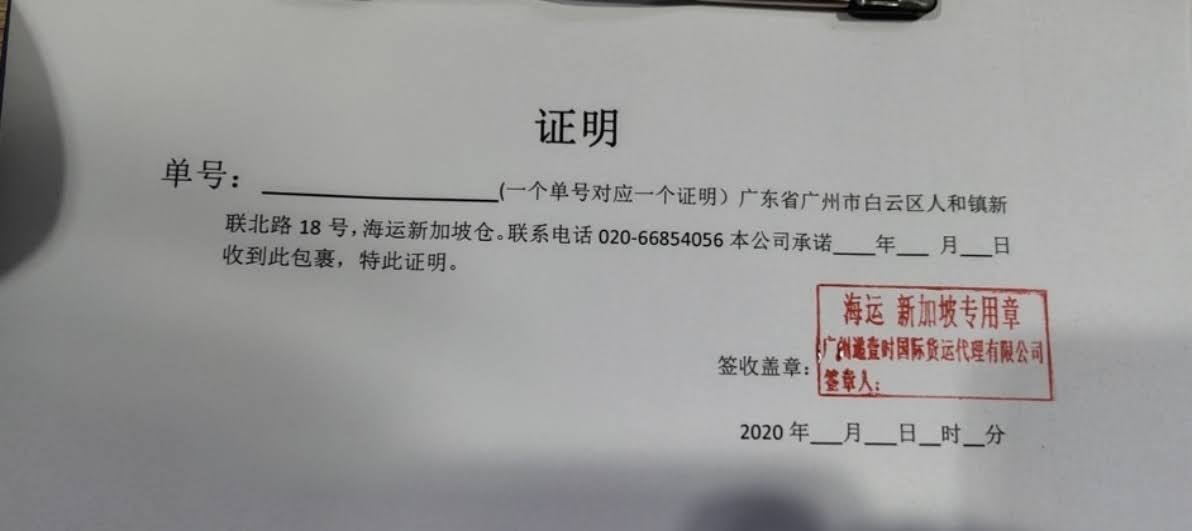 证明
单号：____________(一个单号对应一个证明）广东省广州市白云区人和镇新
联北路 18 号，海运新加坡仓。联系电话 020-66854056 本公司承诺____年___ 月___日
收到此包裹，特此证明。
海运 新加坡专用章
广州递壹时国际货运代理有限公司
签收盖章：
签章人：
2020 年___月___日__时__分